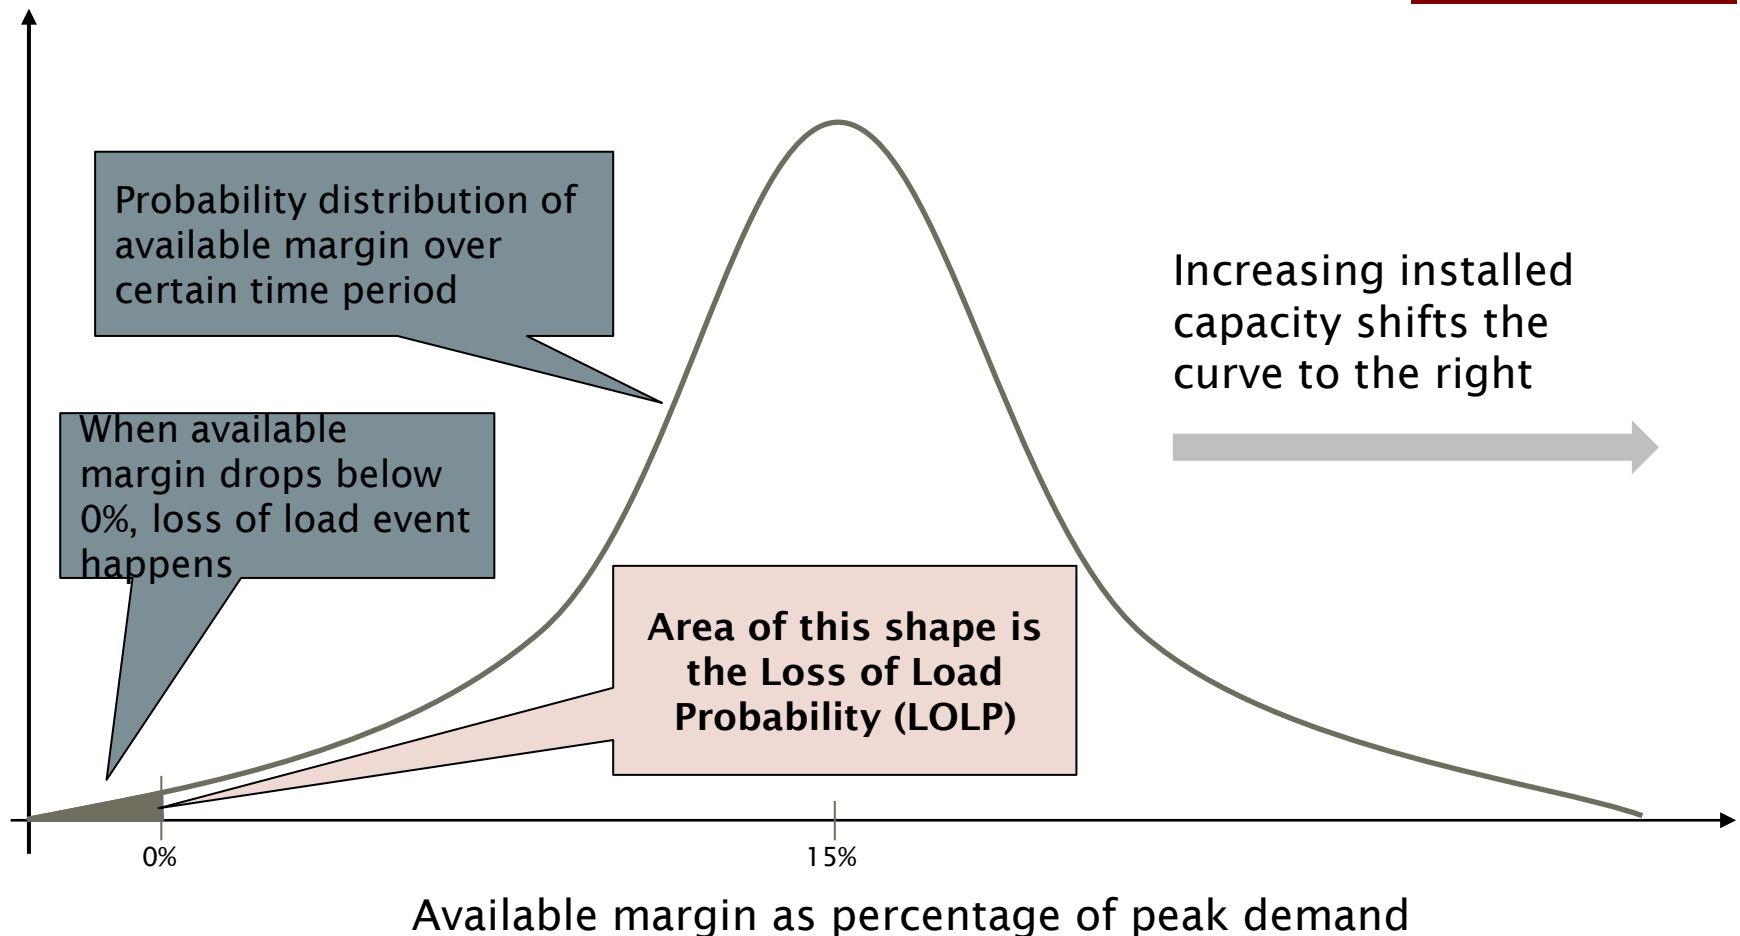 Probability distribution of
available margin over
certain time period
Increasing installed
capacity shifts the
curve to the right
When available
margin drops below
0%, loss of load event
happens
Area of this shape is
the Loss of Load
Probability (LOLP)
0%
15%
Available margin as percentage of peak demand